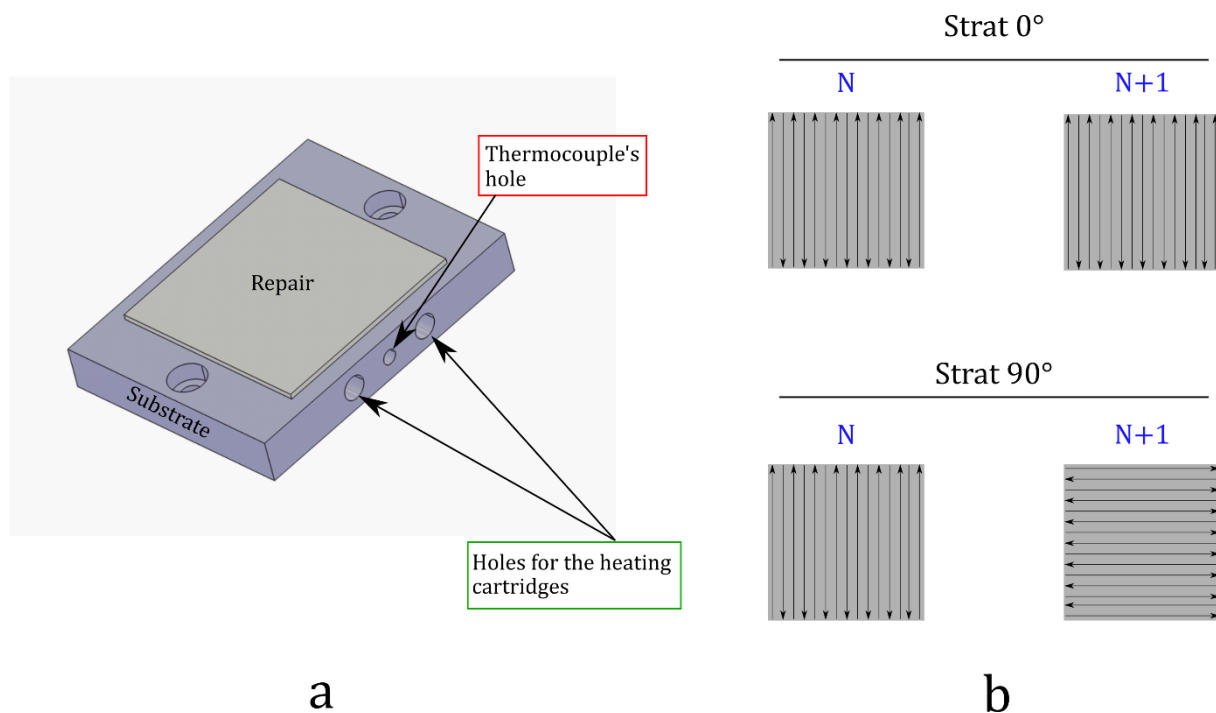 Thermocouple's
hole
Repair
Substrate
Holes for the heating
cartridges
a
Strat 0°
N
N+1
Strat 90°
N
N+1
b